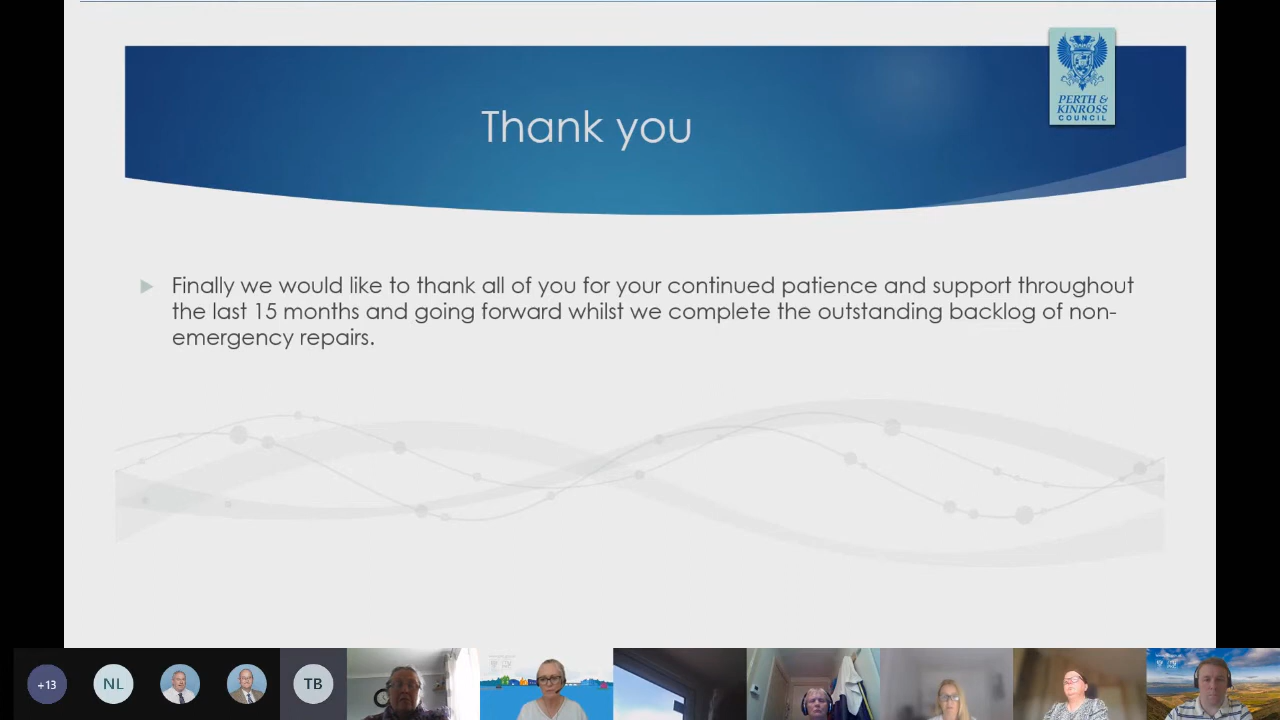 PERTH &
KINROSS
COUNCIL
Thank you
Finally we would like to thank all of you for your continued patience and support throughout
the last 15 months and going forward whilst we complete the outstanding backlog of non-
emergency repairs.
+13
NL
TB